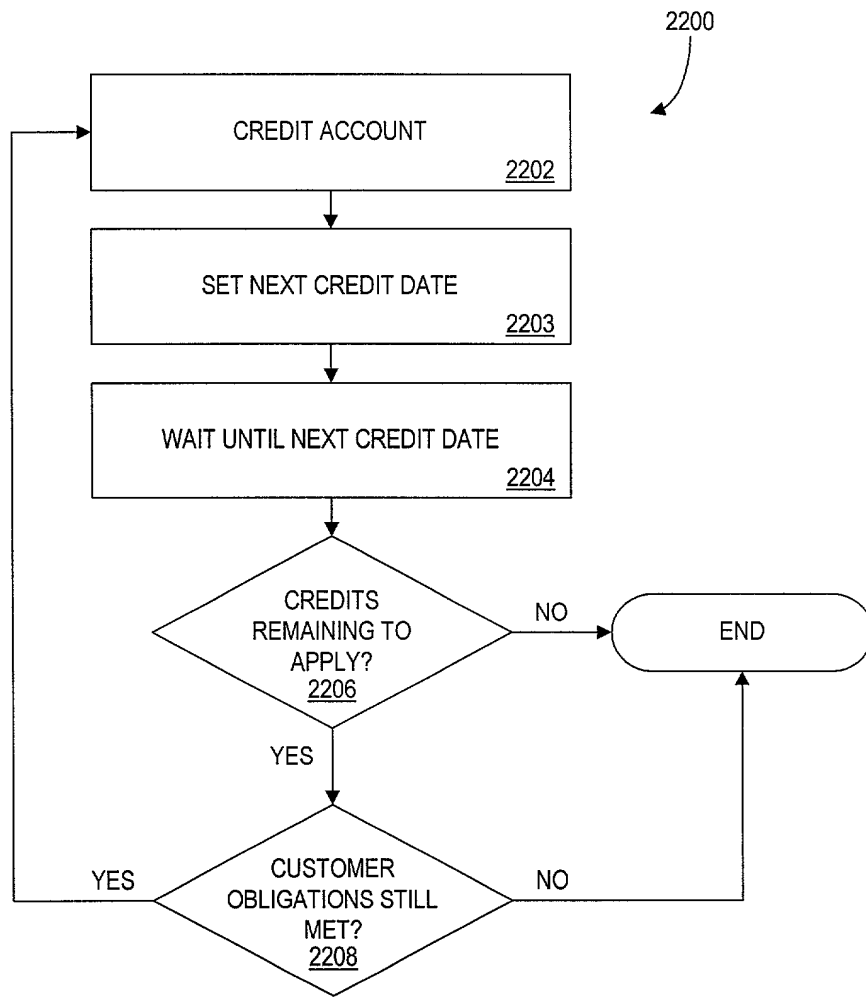 2200
CREDIT ACCOUNT
2202
SET NEXT CREDIT DATE
2203
WAIT UNTIL NEXT CREDIT DATE
2204
CREDITS
REMAINING TO
APPLY?
2206
NO
END
YES
CUSTOMER
OBLIGATIONS STILL
MET?
2208
YES
NO